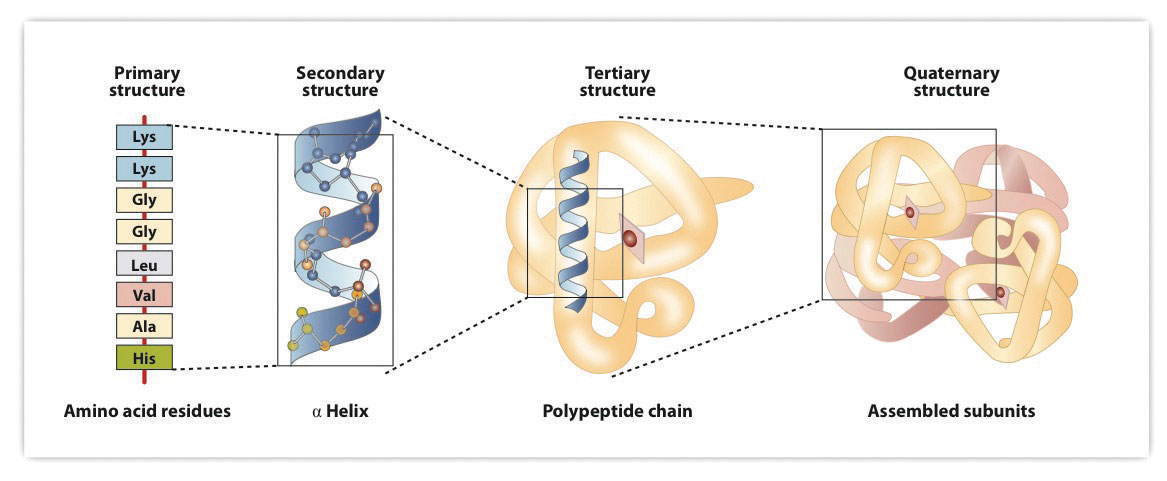 Primary
structure
Secondary
structure
Tertiary
structure
Quaternary
structure
Lys
Lys
Gly
Gly
Leu
Val
Ala
His
Amino acid residues
α Helix
Polypeptide chain
Assembled subunits